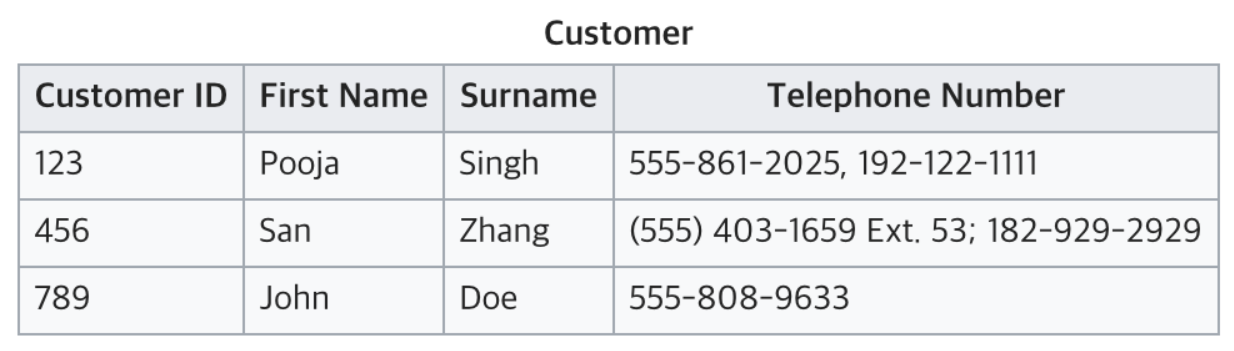 Customer
Customer ID First Name Surname Telephone Number
123 Pooja Singh 555-861-2025, 192-122-1111
456 San Zhang (555) 403-1659 Ext. 53; 182-929-2929
789 John Doe 555-808-9633